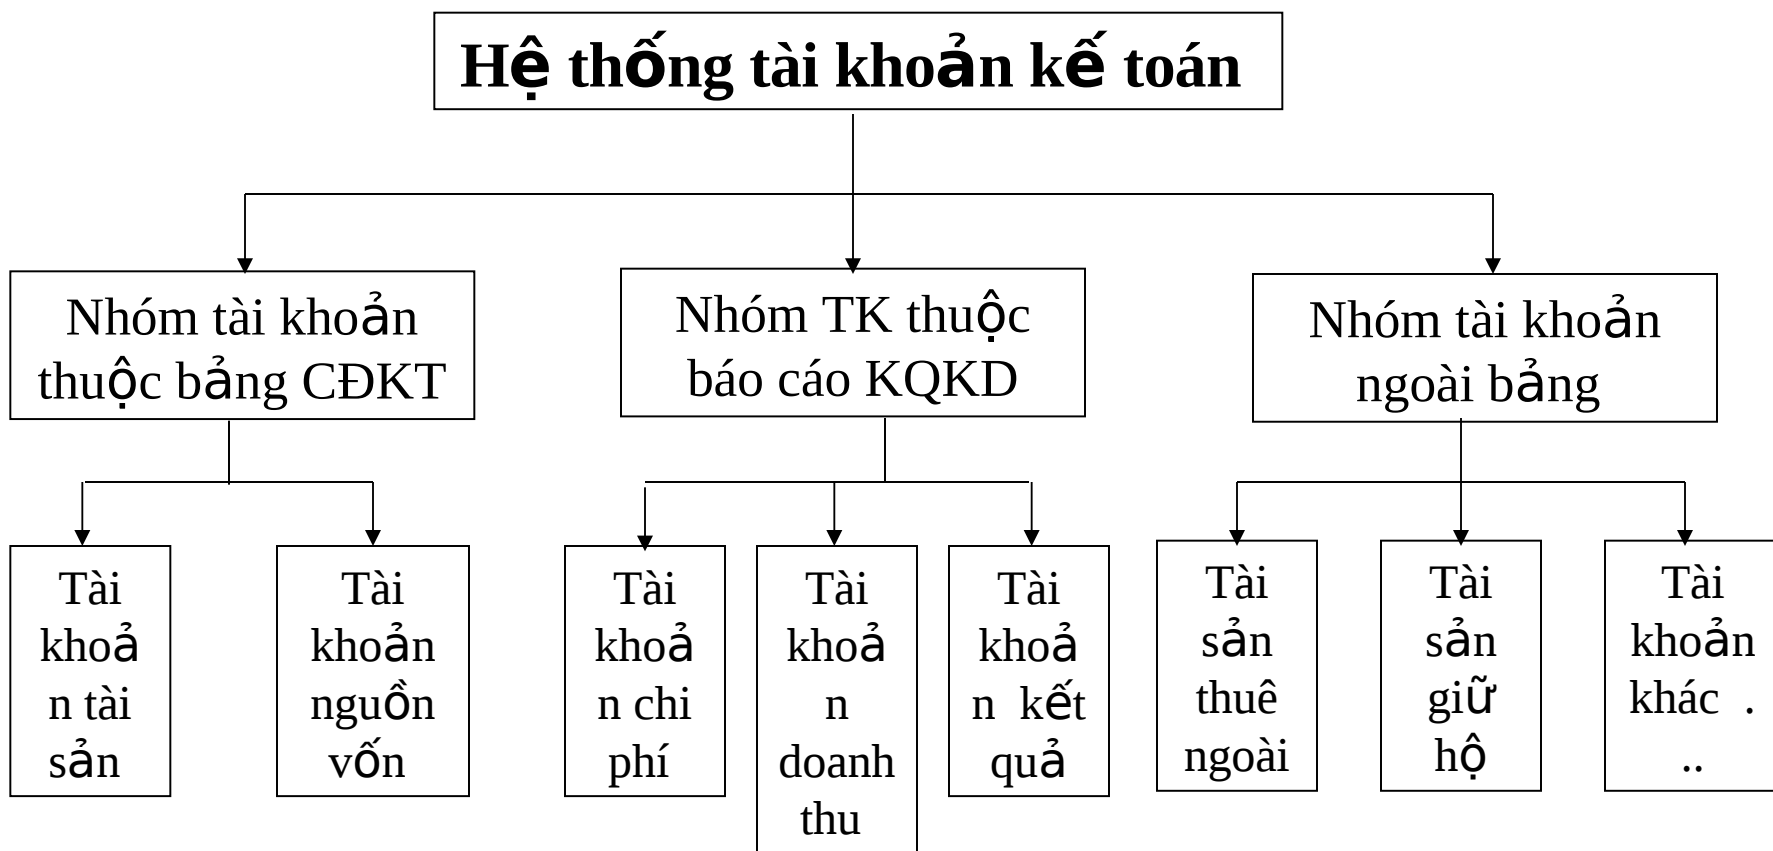 Hệ thống tài khoản kế toán
Nhóm tài khoản
thuộc bảng CĐKT
Nhóm TK thuộc
báo cáo KQKD
Nhóm tài khoản
ngoài bảng
Tài
khoả
n tài
sản
Tài
khoản
nguồn
vốn
Tài
khoả
n chi
phí
Tài
khoả
n
doanh
thu
Tài
khoả
n  kết
quả
Tài
sản
thuê
ngoài
Tài
sản
giữ
hộ
Tài
khoản
khác  .
..